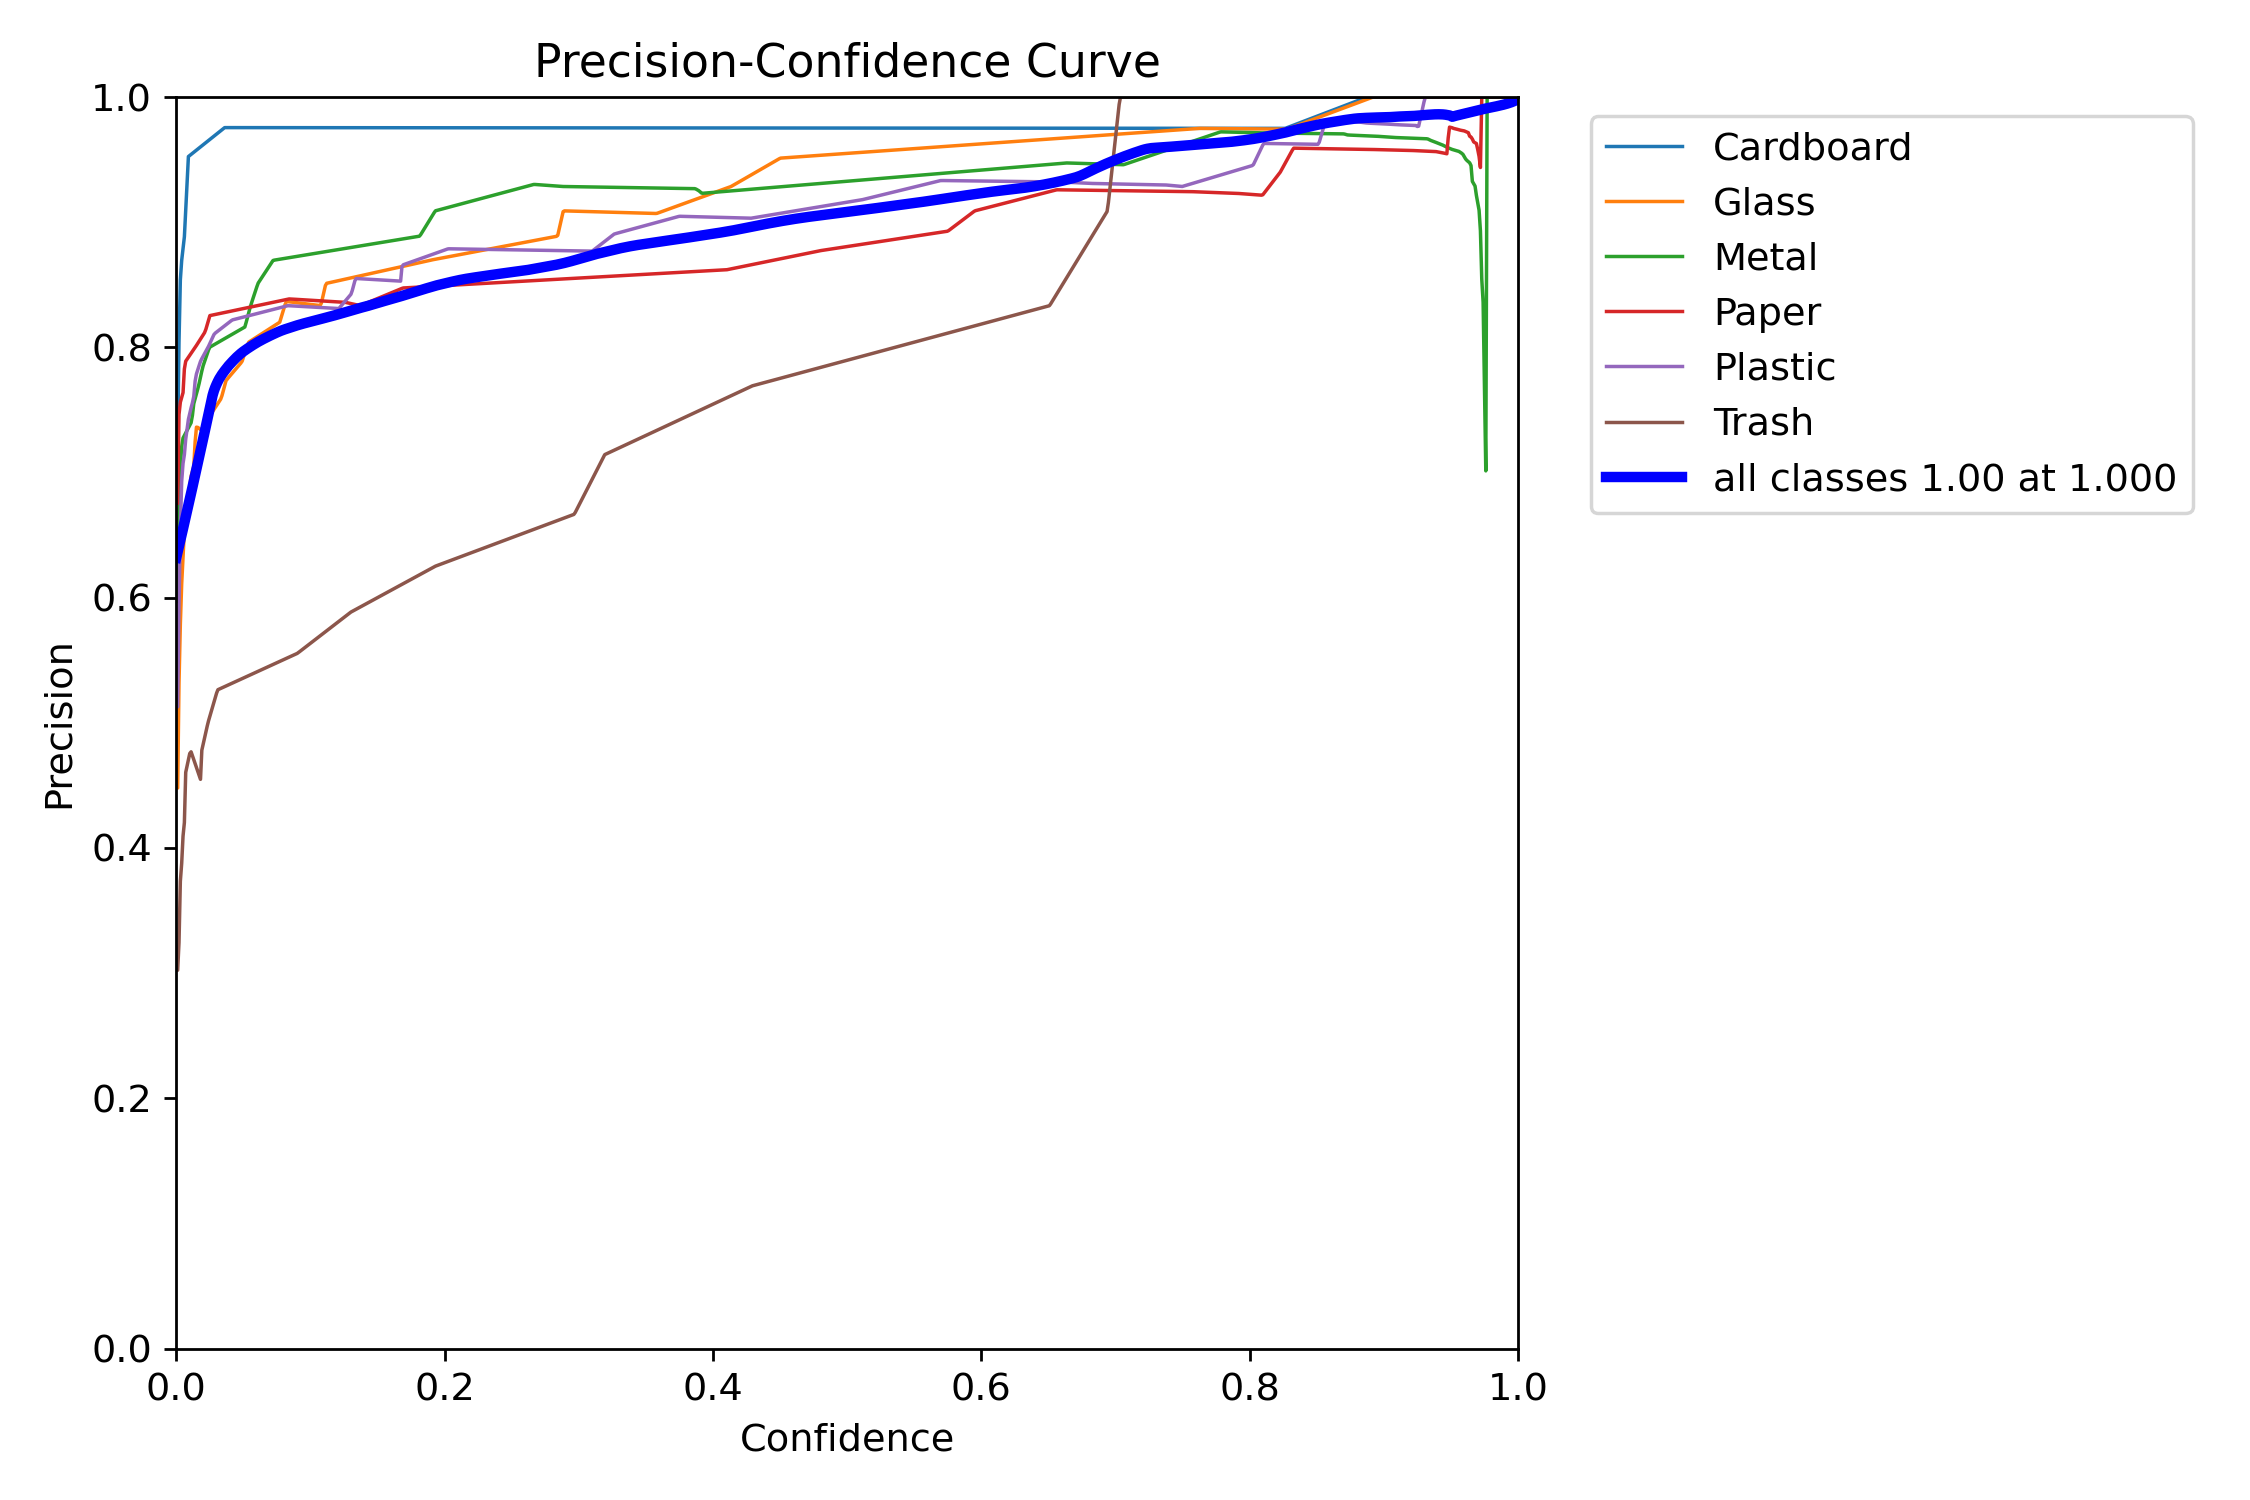 Precision-Confidence Curve
1.0
0.8
0.6
0.4
0.2
0.0
Precision
0.0 0.2 0.4 0.6 0.8 1.0
Confidence
Cardboard
Glass
Metal
Paper
Plastic
Trash
all classes 1.00 at 1.000